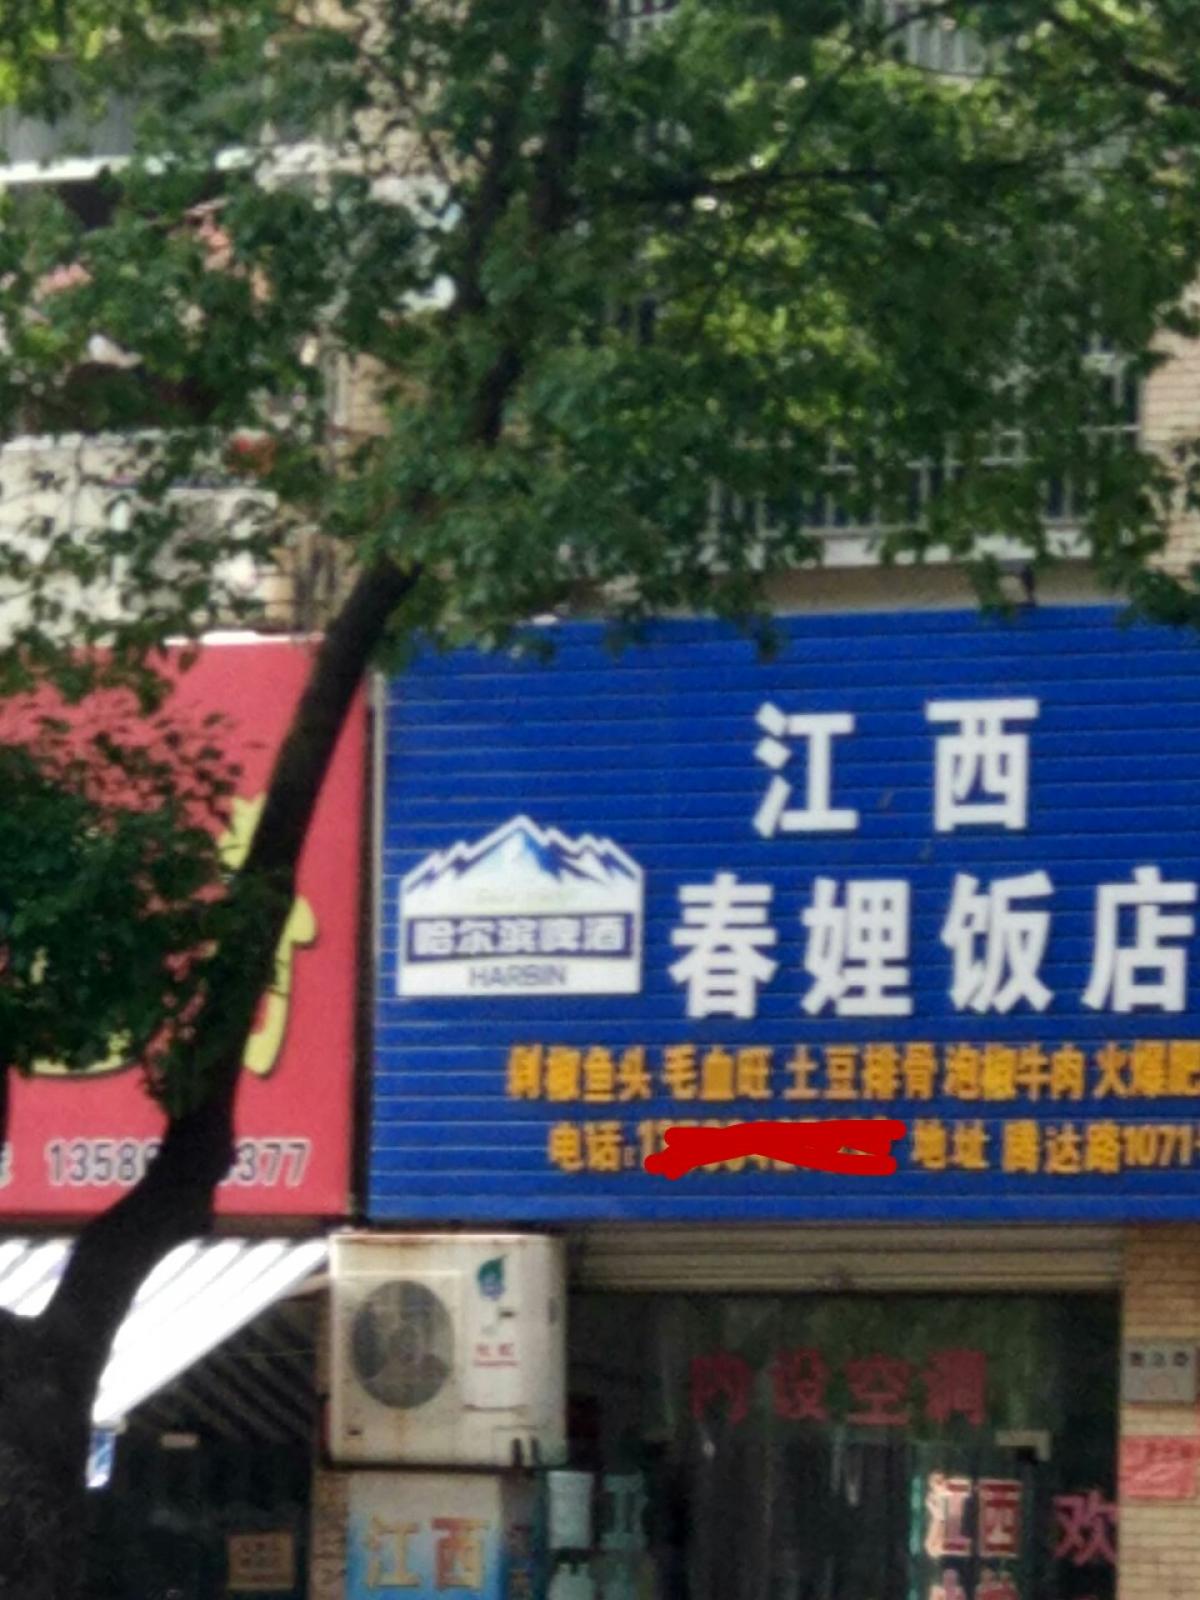 江西
春娌饭店
哈尔滨啤酒
HARBIN
剁椒鱼头 毛血旺 土豆排骨 泡椒牛肉 火爆肥
电话: 地址 腾达路1071
377
内设空调
江西
江西
欢